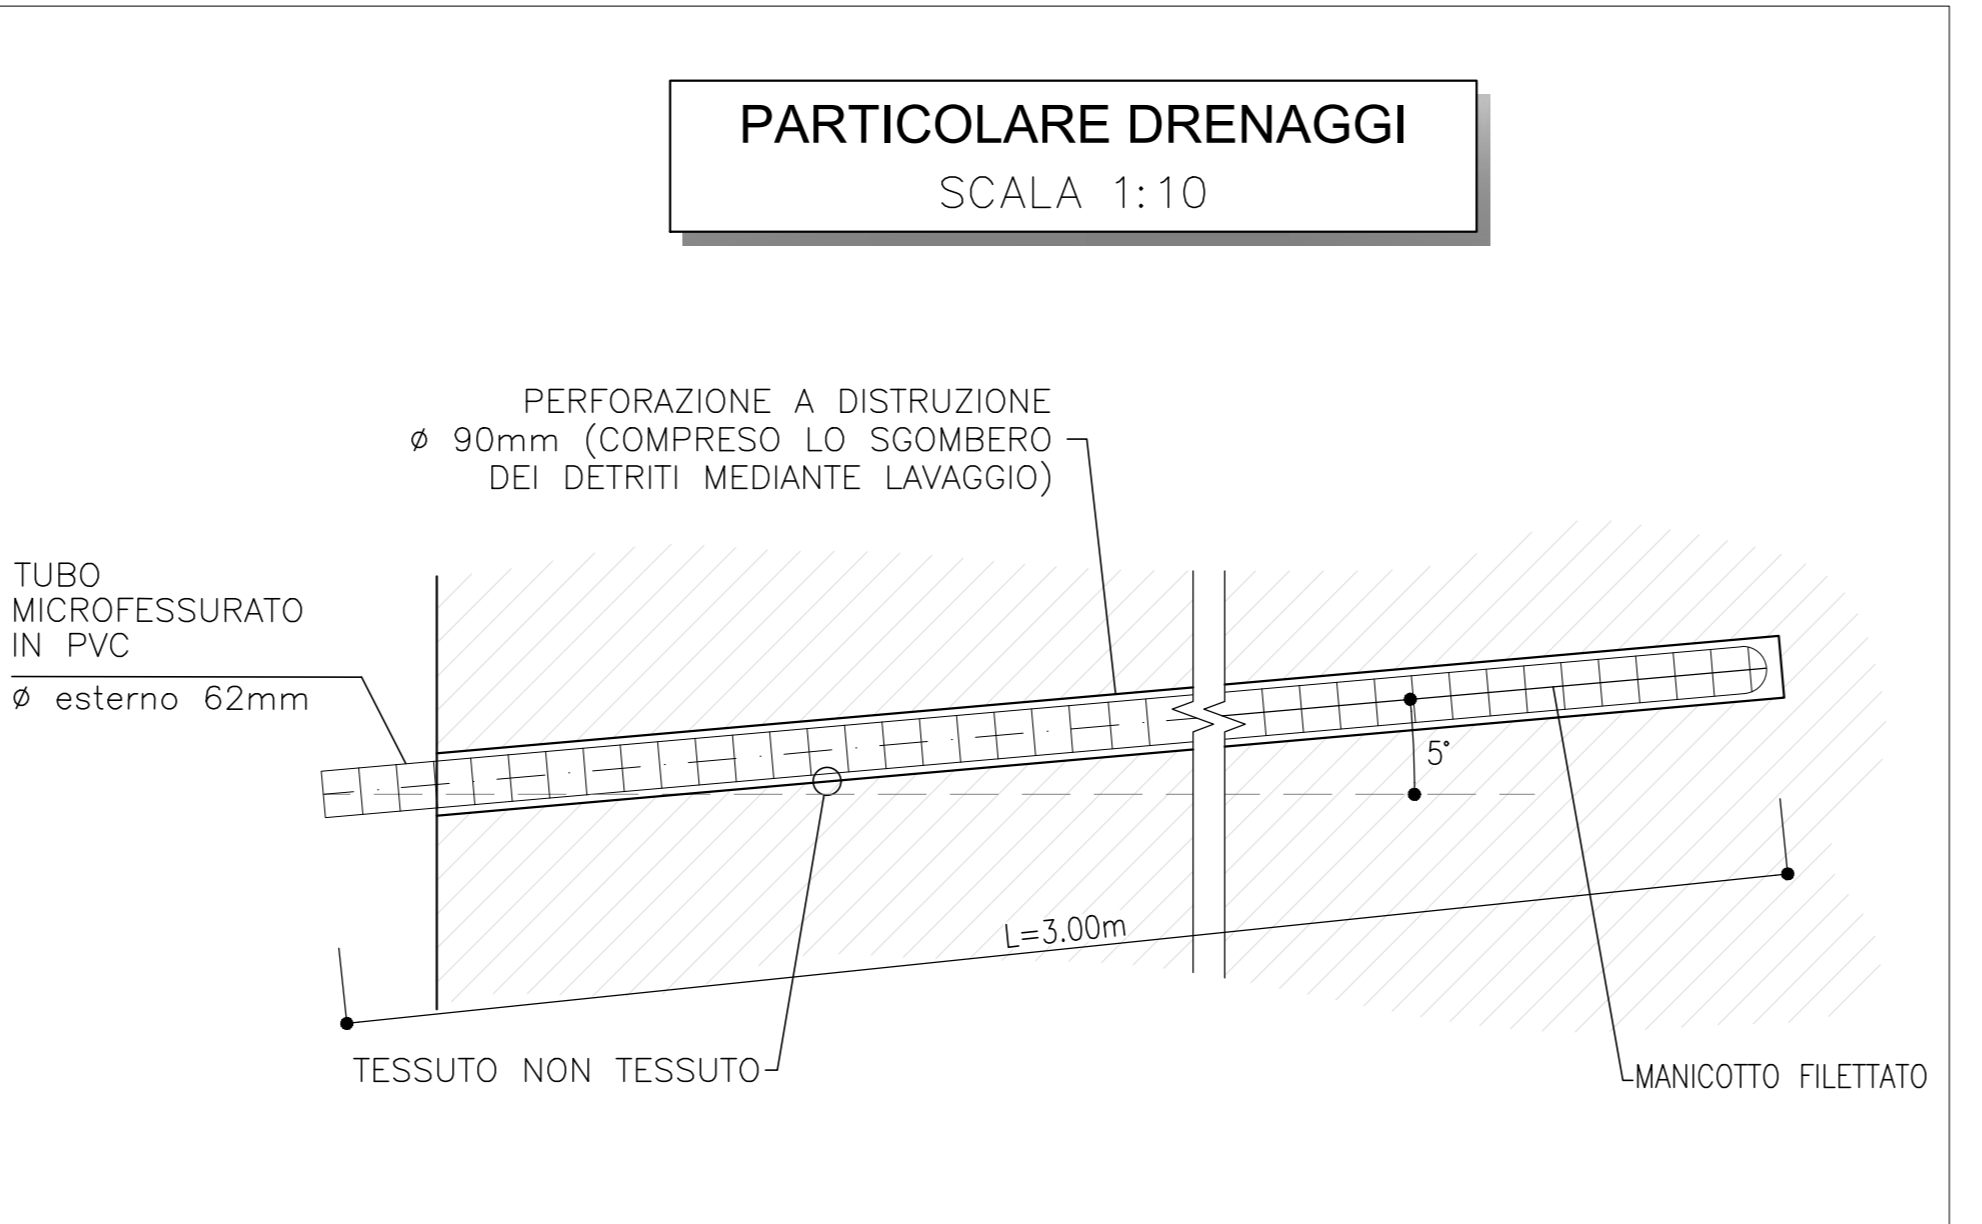 PARTICOLARE DRENAGGI
SCALA 1:10
PERFORAZIONE A DISTRUZIONE
ø 90mm (COMPRESO LO SGOMBERO
DEI DETRITI MEDIANTE LAVAGGIO)
TUBO
MICROFESSURATO
IN PVC
ø esterno 62mm
5°
L=3.00m
TESSUTO NON TESSUTO
MANICOTTO FILETTATO